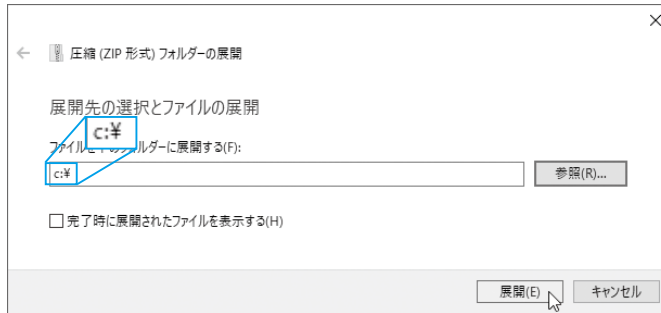 圧縮 (ZIP 形式) フォルダーの展開
展開先の選択とファイルの展開
c:¥
ファイルを下のフォルダーに展開する(F):
c:¥
参照(R)...
完了時に展開されたファイルを表示する(H)
展開(E)
キャンセル